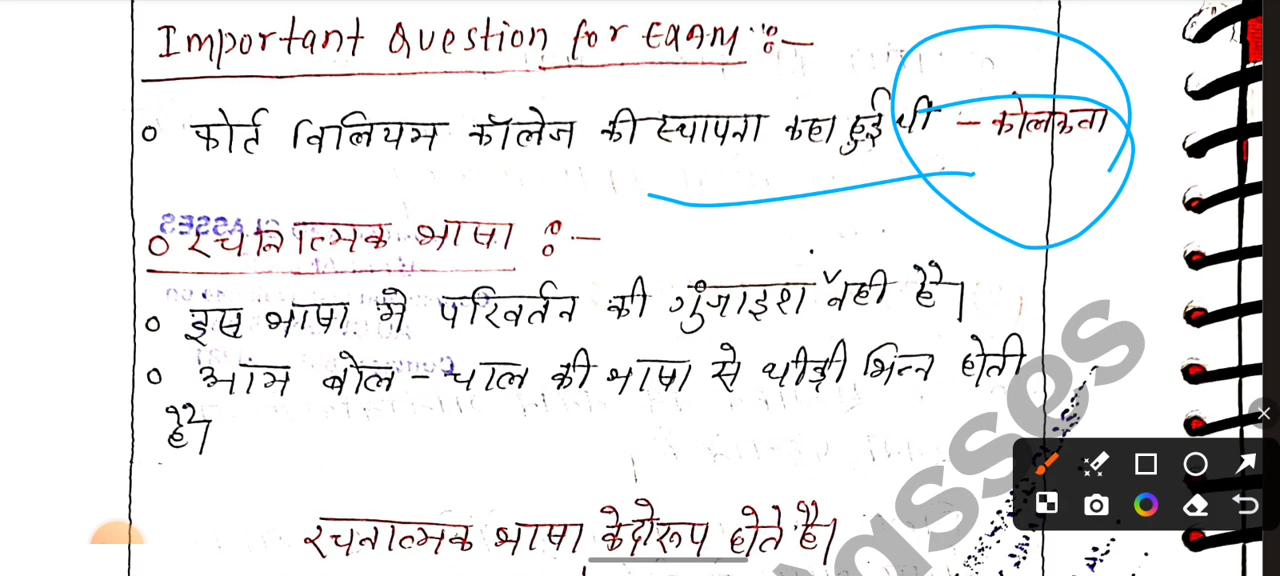 Important Question for Exam :-
० फोर्ट विलियम कॉलेज की स्थापना कहा हुई थी - कोलकता
० रचनात्मक भाषा :-
० इस भाषा मे परिवर्तन की गुंजाइश नही है।
० आम बोल - चाल की भाषा से थोड़ी भिन्न होती
है।
रचनात्मक भाषा के दो रूप होते है।
asses